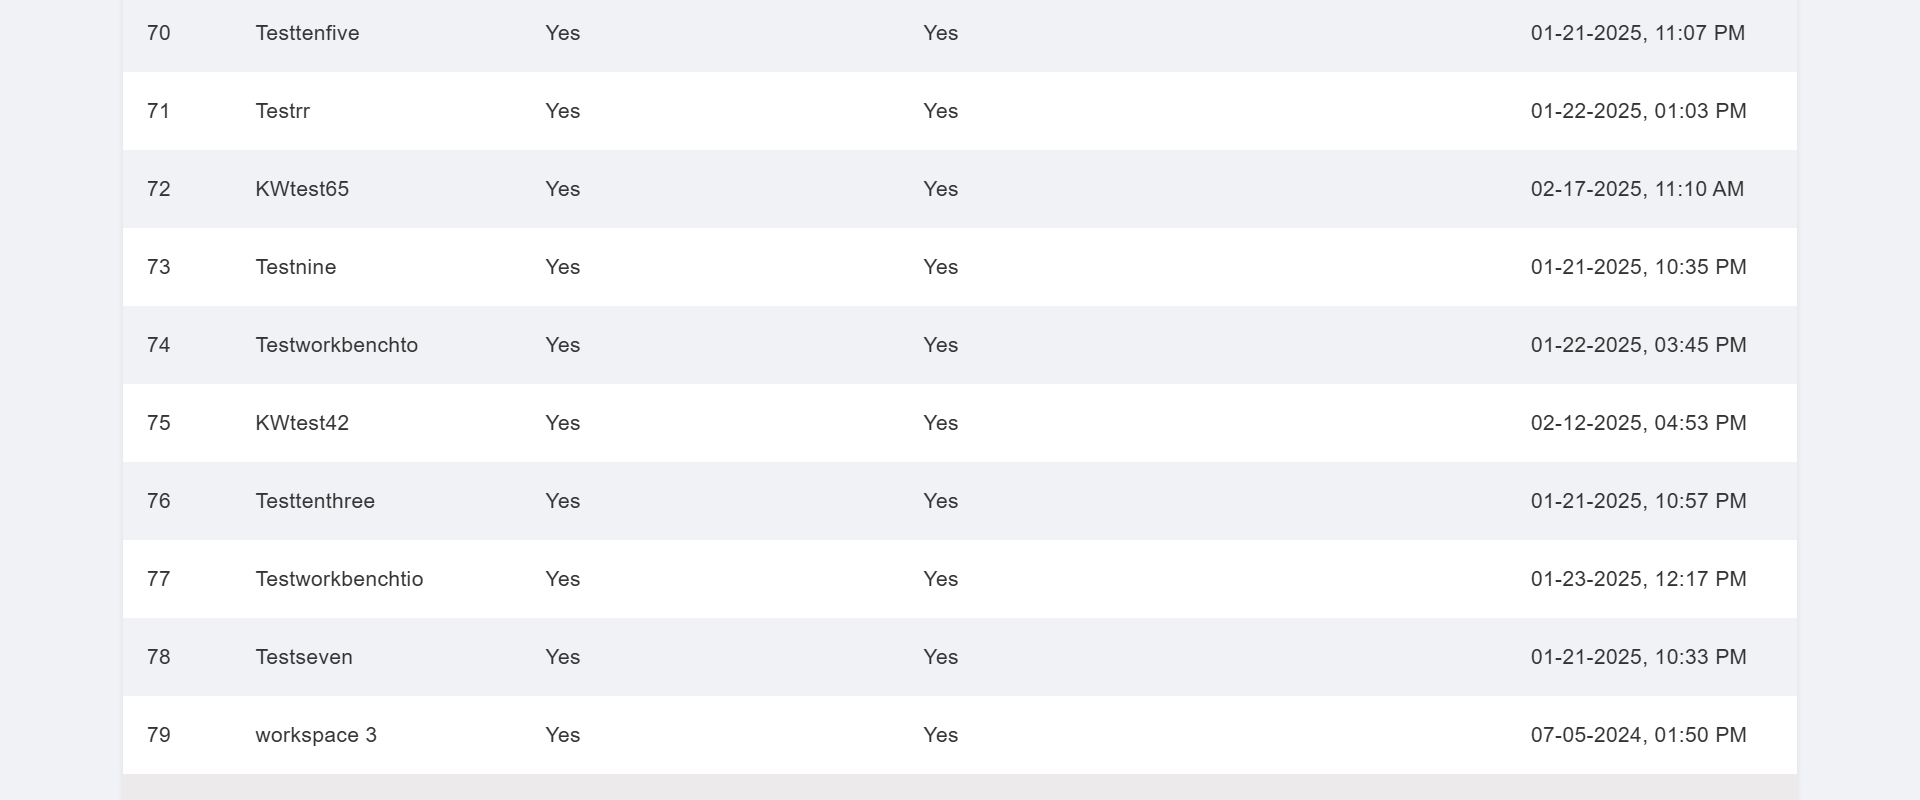 70 Testtenfive Yes Yes 01-21-2025, 11:07 PM
71 Testrr Yes Yes 01-22-2025, 01:03 PM
72 KWtest65 Yes Yes 02-17-2025, 11:10 AM
73 Testnine Yes Yes 01-21-2025, 10:35 PM
74 Testworkbenchto Yes Yes 01-22-2025, 03:45 PM
75 KWtest42 Yes Yes 02-12-2025, 04:53 PM
76 Testtenthree Yes Yes 01-21-2025, 10:57 PM
77 Testworkbenchtio Yes Yes 01-23-2025, 12:17 PM
78 Testseven Yes Yes 01-21-2025, 10:33 PM
79 workspace 3 Yes Yes 07-05-2024, 01:50 PM